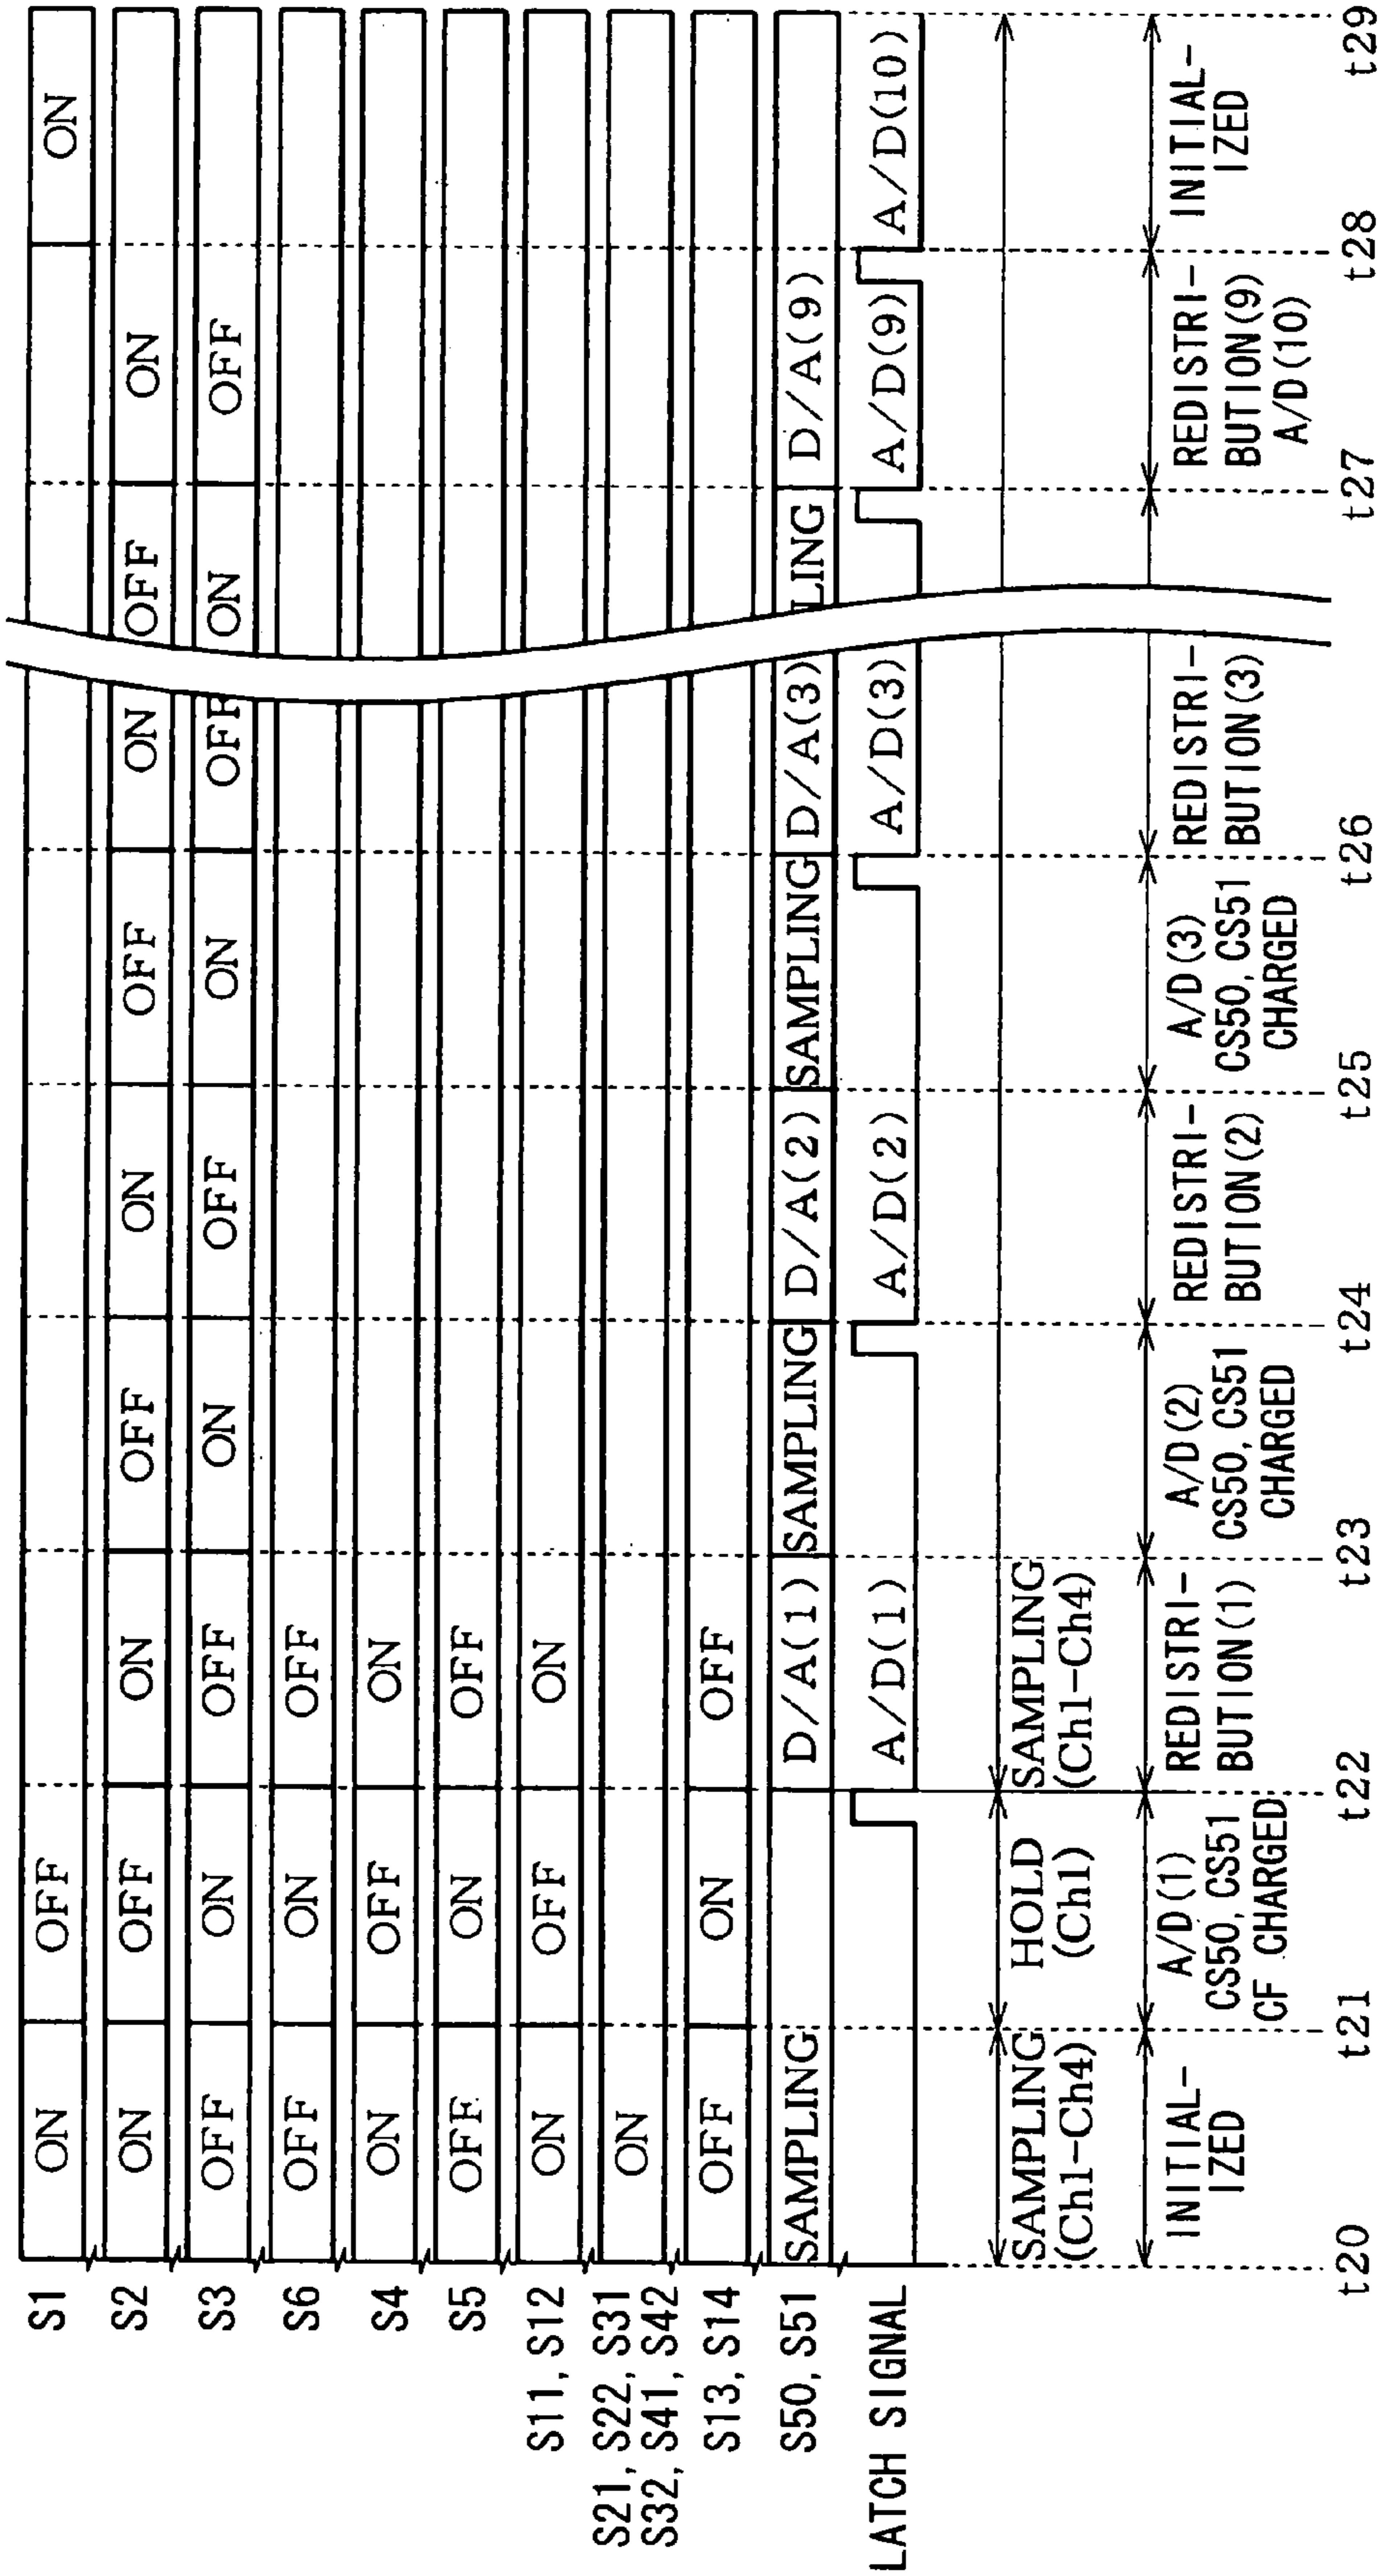 S1 ON OFF ON
S2 ON OFF ON OFF ON OFF ON OFF ON
S3 OFF ON OFF ON OFF ON OFF ON OFF
S6 OFF ON OFF
S4 ON OFF ON
S5 OFF ON OFF
S11, S12 ON OFF ON
S21, S22, S31
S32, S41, S42 ON
S13, S14 OFF ON OFF
S50, S51 SAMPLING D/A(1) SAMPLING D/A(2) SAMPLING D/A(3) LING D/A(9)
LATCH SIGNAL A/D(1) A/D(2) A/D(3) A/D(9) A/D(10)
SAMPLING
(Ch1-Ch4)
HOLD
(Ch1)
SAMPLING
(Ch1-Ch4)
INITIAL-
IZED
A/D(1)
CS50, CS51
CF CHARGED
REDISTRI-
BUTION(1)
A/D(2)
CS50, CS51
CHARGED
REDISTRI-
BUTION(2)
A/D(3)
CS50, CS51
CHARGED
REDISTRI-
BUTION(3)
REDISTRI-
BUTION(9)
A/D(10)
INITIAL-
IZED
t20 t21 t22 t23 t24 t25 t26 t27 t28 t29